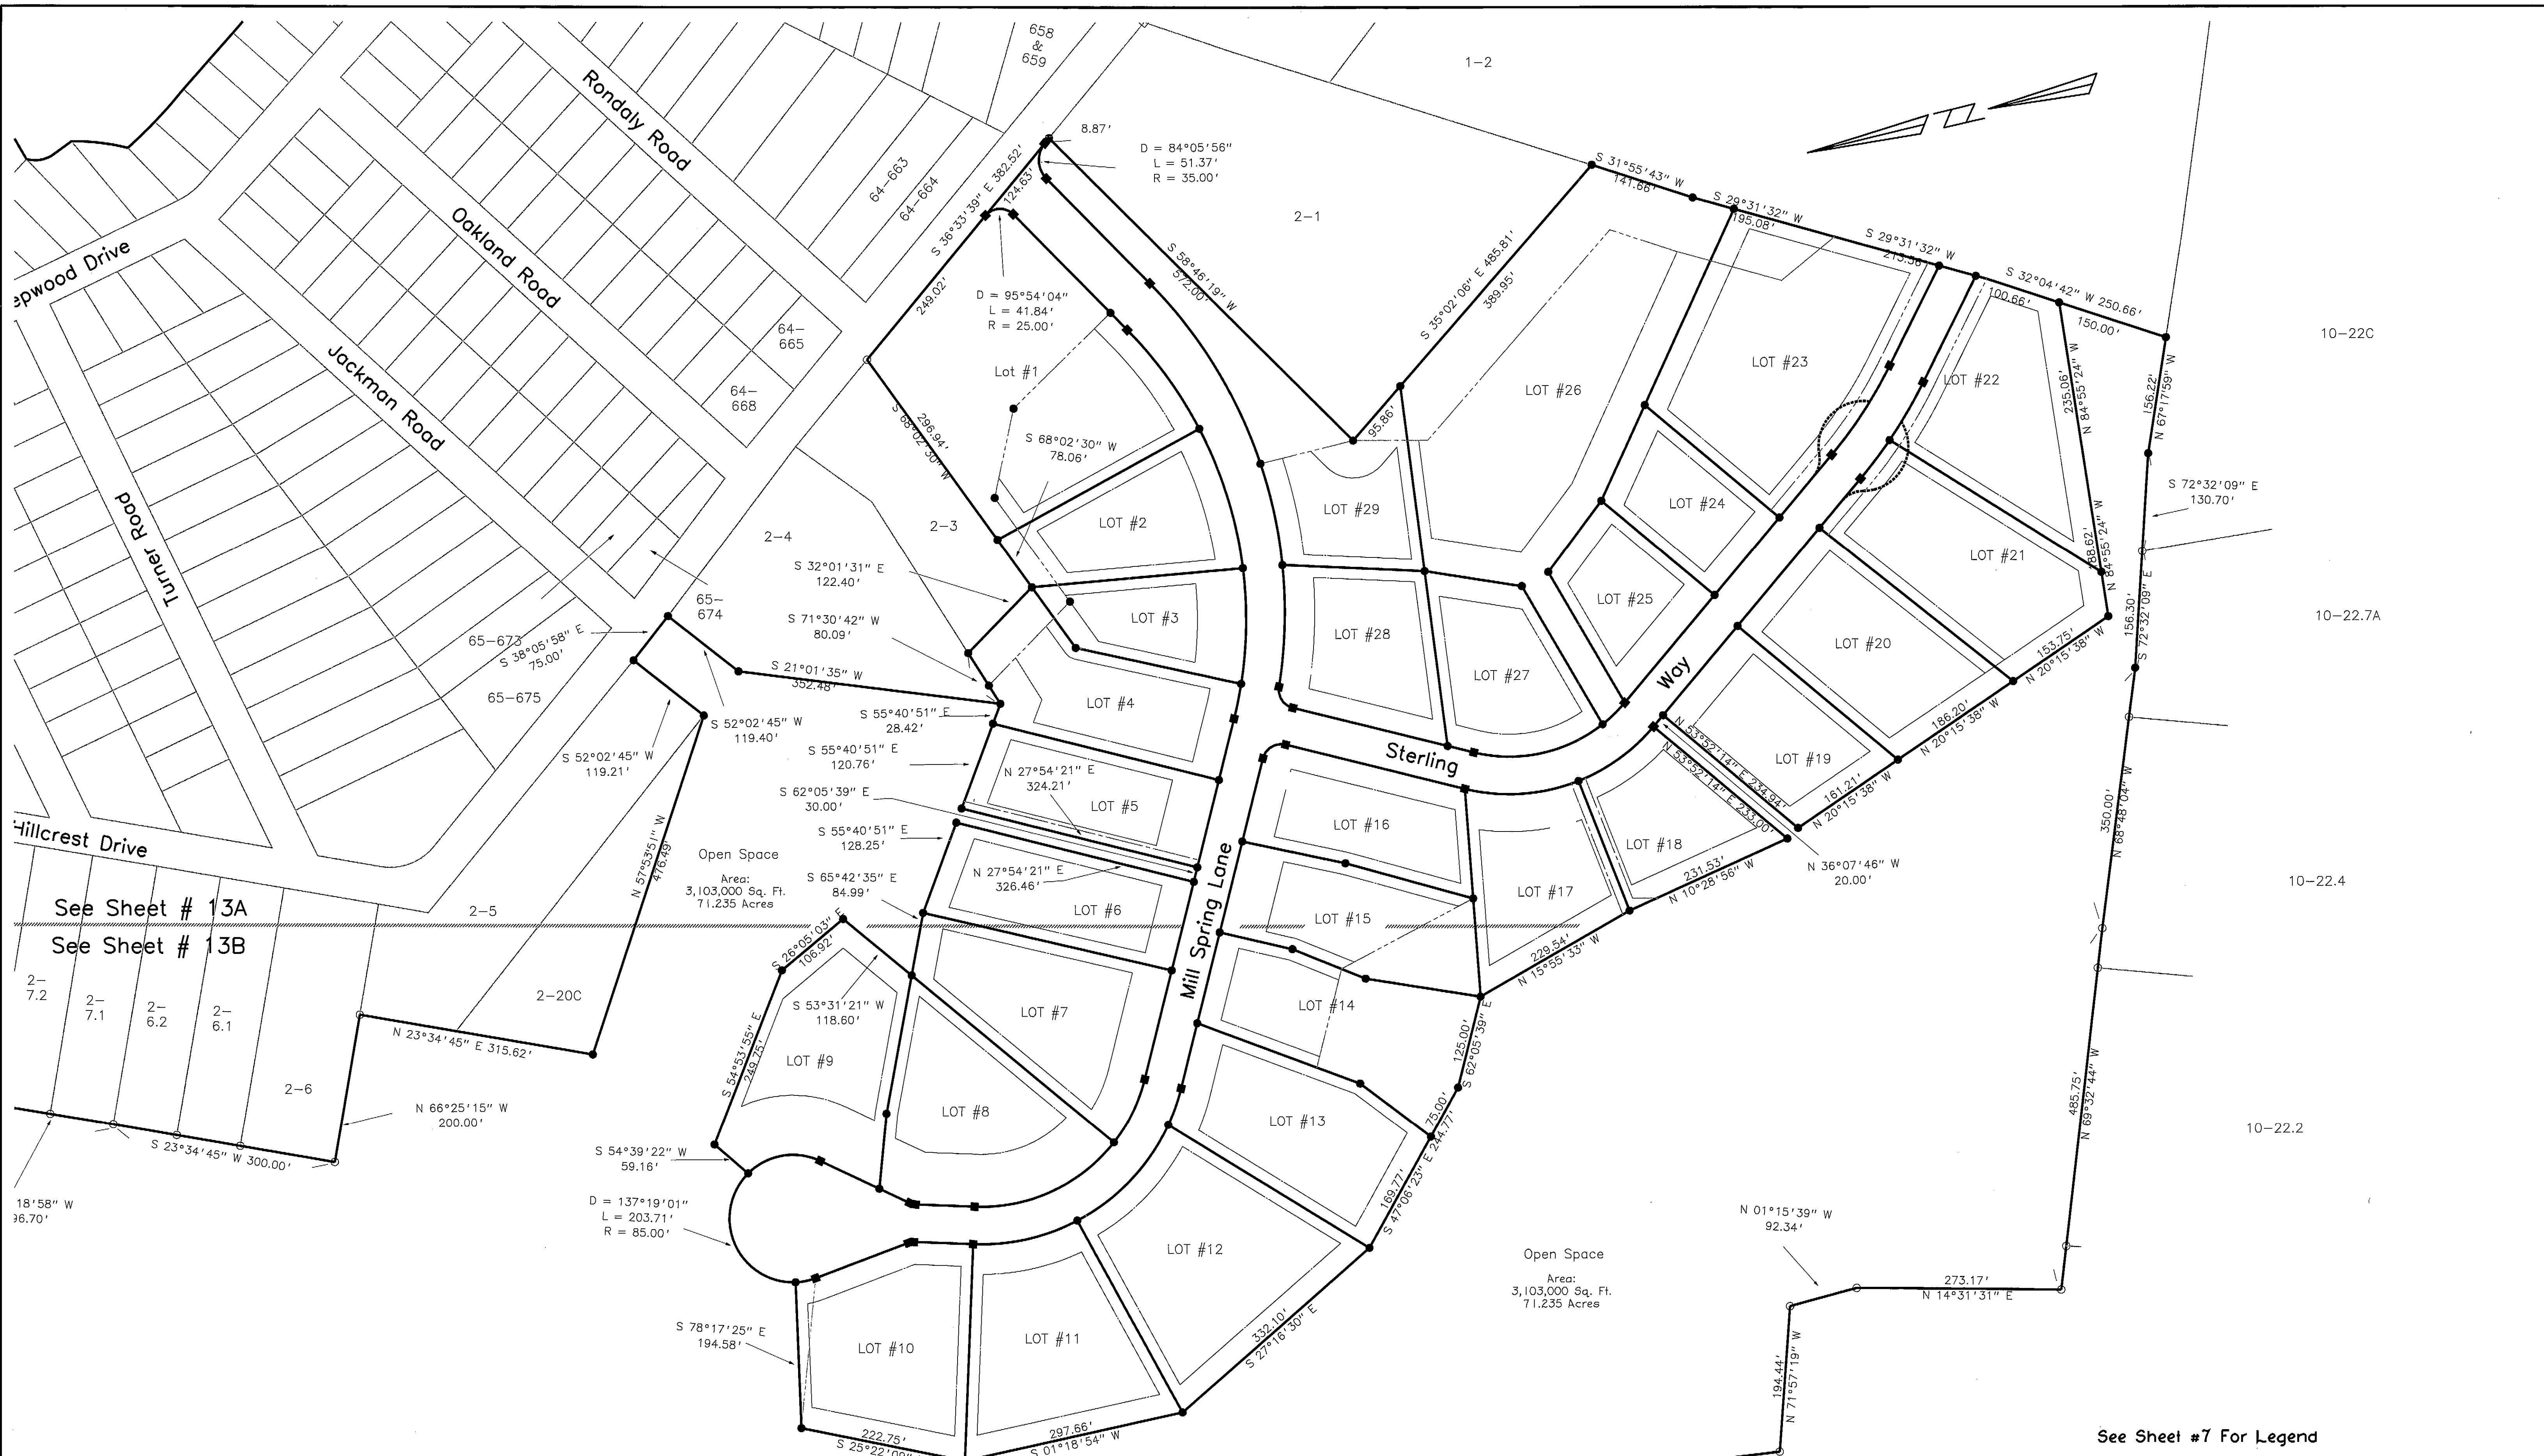 658
&
659
1-2
Rondaly Road
8.87'
D = 84°05'56"
L = 51.37'
R = 35.00'
S 36°33'39" E 382.52'
124.63'
64-663
64-664
2-1
S 31°55'43" W
141.66'
S 29°31'32" W
195.08'
S 29°31'32" W
213.58'
S 32°04'42" W 250.66'
100.66'
150.00'
Oakland Road
epwood Drive
249.02'
S 58°46'19" W
572.00'
S 35°02'06" E 485.81'
389.95'
D = 95°54'04"
L = 41.84'
R = 25.00'
64-
665
64-
668
Lot #1
LOT #26
LOT #23
LOT #22
235.06'
N 84°55'24" W
156.22'
N 67°17'59" W
10-22C
Jackman Road
296.94'
S 68°02'30" W
S 68°02'30" W
78.06'
95.86'
S 72°32'09" E
130.70'
LOT #2
LOT #29
LOT #24
LOT #21
188.62'
N 84°55'24" W
Turner Road
2-4
2-3
S 32°01'31" E
122.40'
65-
674
LOT #3
LOT #28
LOT #25
LOT #20
153.75'
N 20°15'38" W
156.30'
S 72°32'09" E
10-22.7A
S 71°30'42" W
80.09'
65-673
S 38°05'58" E
75.00'
65-675
S 21°01'35" W
352.48'
LOT #4
LOT #27
Way
186.20'
N 20°15'38" W
S 52°02'45" W
119.40'
S 55°40'51" E
28.42'
S 52°02'45" W
119.21'
S 55°40'51" E
120.76'
Sterling
N 53°52'14" E 234.94'
N 53°52'14" E 233.00'
LOT #19
161.21'
N 20°15'38" W
N 27°54'21" E
324.21'
S 62°05'39" E
30.00'
LOT #5
LOT #16
350.00'
N 68°48'04" W
Hillcrest Drive
S 55°40'51" E
128.25'
Open Space
Area:
3,103,000 Sq. Ft.
71.235 Acres
N 57°53'51" W
476.49'
N 27°54'21" E
326.46'
S 65°42'35" E
84.99'
LOT #18
231.53'
N 10°28'56" W
N 36°07'46" W
20.00'
10-22.4
LOT #17
See Sheet # 13A
2-5
LOT #6
Mill Spring Lane
LOT #15
See Sheet # 13B
S 26°05'03" E
106.92'
229.54'
N 15°55'33" W
2-
7.2
2-
7.1
2-
6.2
2-
6.1
2-20C
S 53°31'21" W
118.60'
LOT #7
LOT #14
N 23°34'45" E 315.62'
S 54°53'55" E
249.75'
LOT #9
125.00'
S 62°05'39" E
2-6
N 66°25'15" W
200.00'
LOT #8
LOT #13
75.00'
485.75'
N 69°32'44" W
10-22.2
S 23°34'45" W 300.00'
S 54°39'22" W
59.16'
169.77'
S 47°06'23" E 244.77'
18'58" W
96.70'
D = 137°19'01"
L = 203.71'
R = 85.00'
N 01°15'39" W
92.34'
LOT #12
Open Space
Area:
3,103,000 Sq. Ft.
71.235 Acres
273.17'
N 14°31'31" E
S 78°17'25" E
194.58'
LOT #10
LOT #11
332.10'
S 27°16'30" E
194.44'
N 71°57'19" W
222.75'
S 25°22'00"
297.66'
S 01°18'54" W
See Sheet #7 For Legend